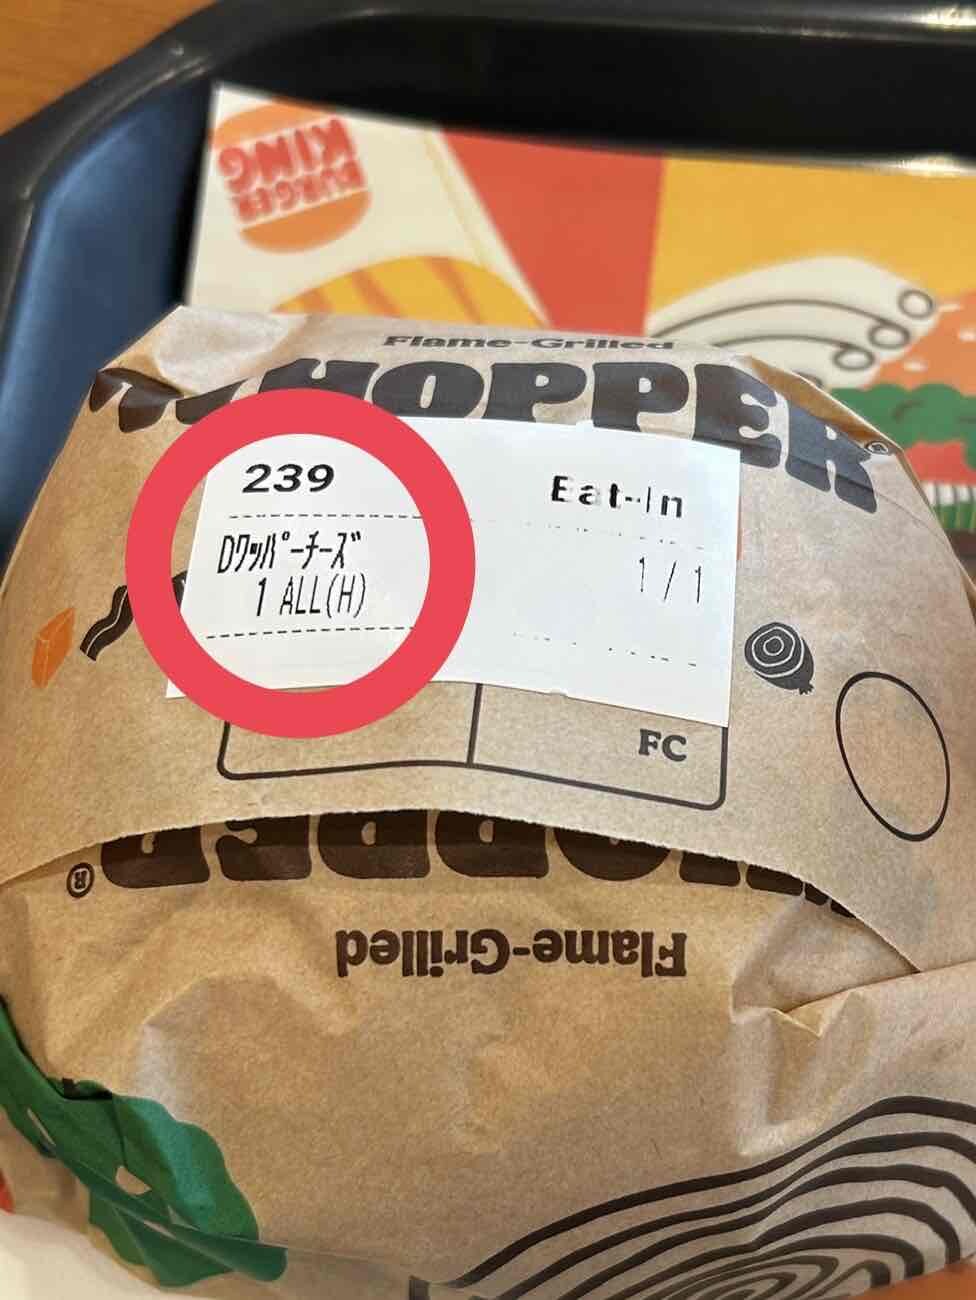 BURGER
KING
Flame-Grilled
WHOPPER®
239
Eat-In
Dワッパーチーズ
1/1
1 ALL(H)
FC
WHOPPER®
Flame-Grilled